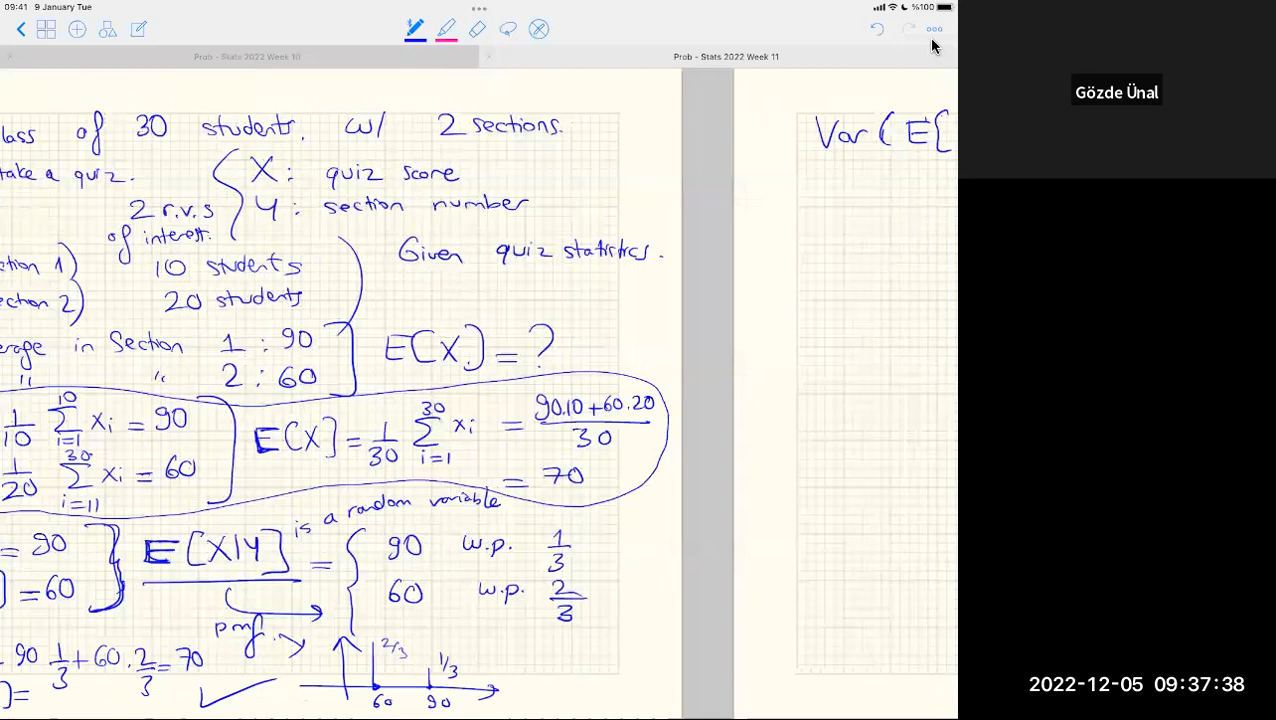 09:41 9 January Tue
%100
Prob - Stats 2022 Week 10
Prob - Stats 2022 Week 11
Gözde Ünal
lass of 30 students. w/ 2 sections.
take a quiz.
2 r.v.s of interest.
X : quiz score
Y : section number
ction 1) 10 students
ection 2) 20 students
Given quiz statistics.
erage in Section 1 : 90
" " 2 : 60
E[X] = ?
1/10 ∑_{i=1}^{10} x_i = 90
1/20 ∑_{i=11}^{30} x_i = 60
E[X] = 1/30 ∑_{i=1}^{30} x_i = (90.10 + 60.20)/30
= 70
= 90
] = 60
E[X|Y] is a random variable
= { 90 w.p. 1/3
60 w.p. 2/3
pmf.
2/3 1/3
60 90
90 1/3 + 60 . 2/3 = 70
] =
Var ( E[
2022-12-05 09:37:38